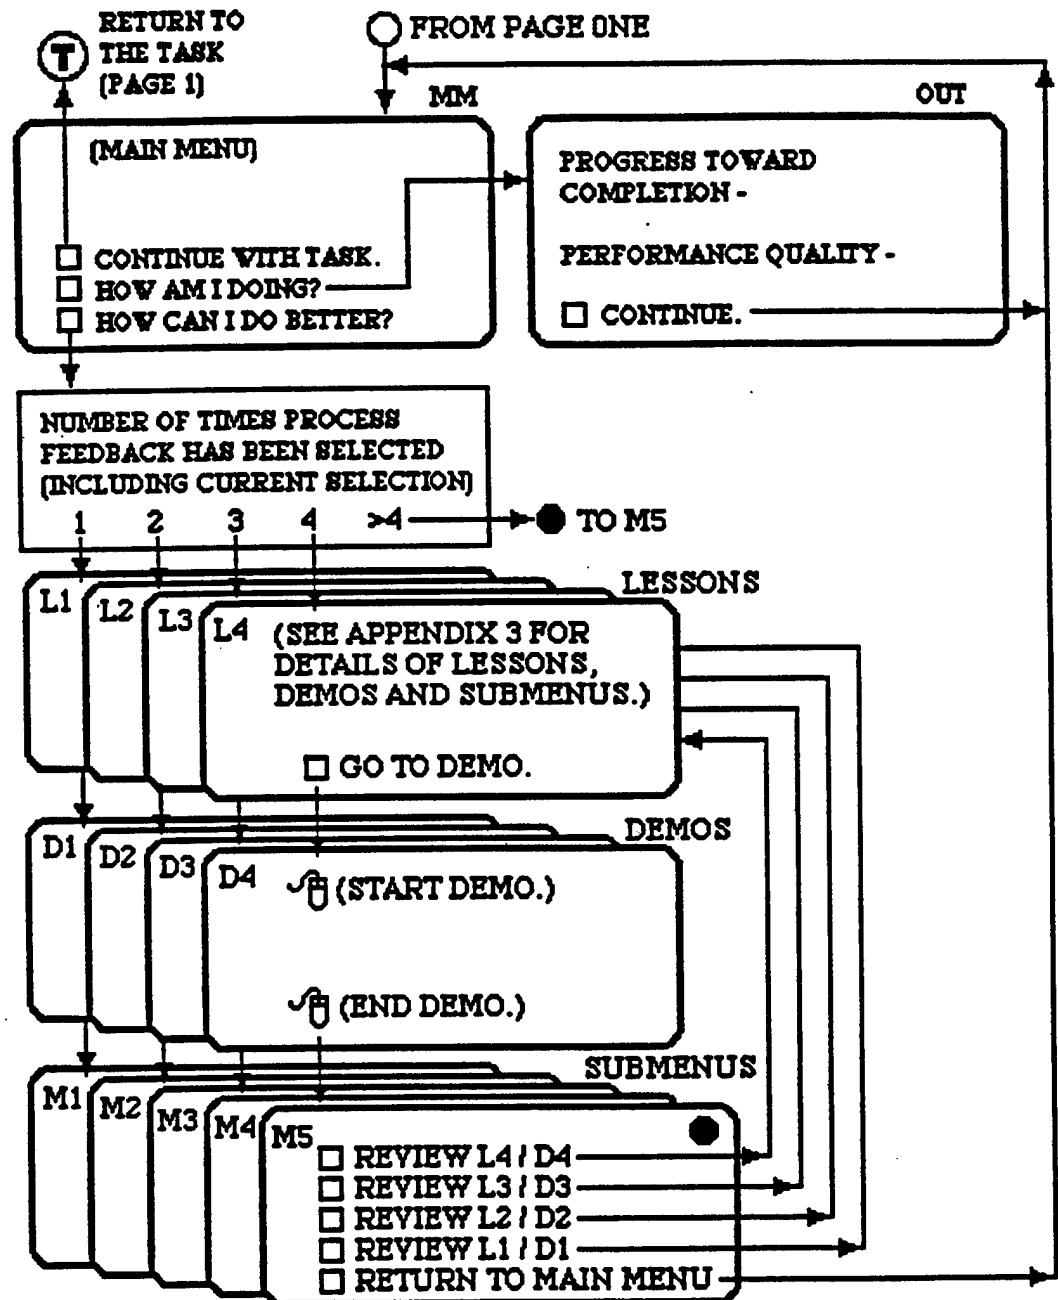 RETURN TO
THE TASK
(PAGE 1)
T
FROM PAGE ONE
MM
OUT
(MAIN MENU)
CONTINUE WITH TASK.
HOW AM I DOING?
HOW CAN I DO BETTER?
PROGRESS TOWARD
COMPLETION -
PERFORMANCE QUALITY -
CONTINUE.
NUMBER OF TIMES PROCESS
FEEDBACK HAS BEEN SELECTED
(INCLUDING CURRENT SELECTION)
1 2 3 4 >4
TO M5
LESSONS
L1
L2
L3
L4
(SEE APPENDIX 3 FOR
DETAILS OF LESSONS,
DEMOS AND SUBMENUS.)
GO TO DEMO.
DEMOS
D1
D2
D3
D4
(START DEMO.)
(END DEMO.)
SUBMENUS
M1
M2
M3
M4
M5
REVIEW L4 / D4
REVIEW L3 / D3
REVIEW L2 / D2
REVIEW L1 / D1
RETURN TO MAIN MENU